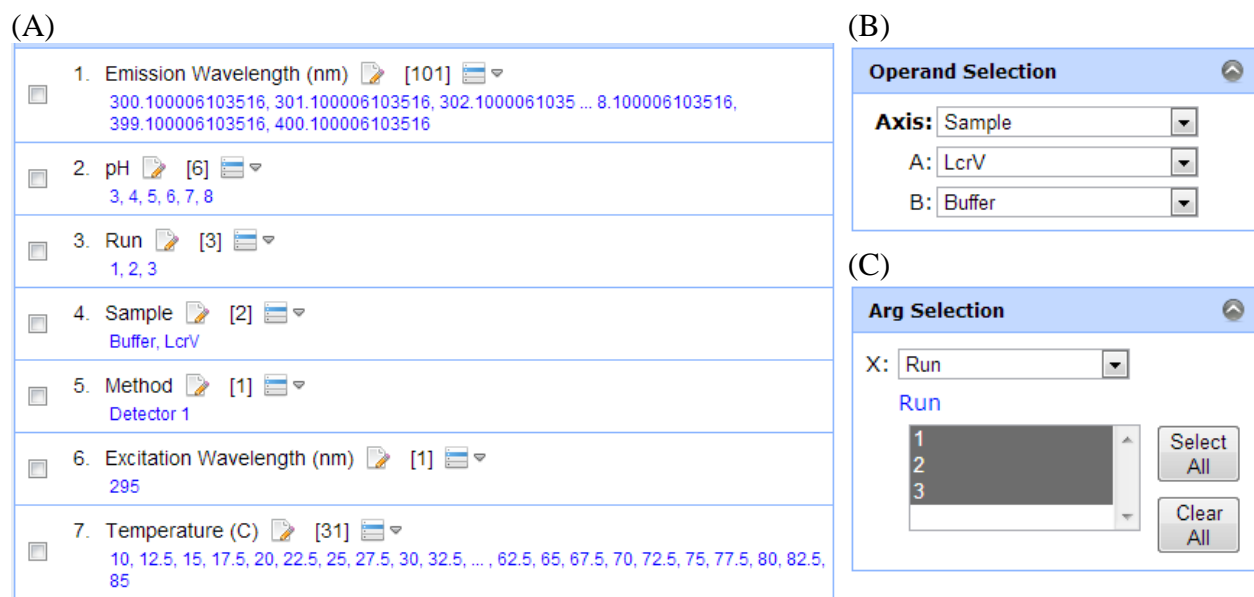 (A)
1. Emission Wavelength (nm) [101]
300.100006103516, 301.100006103516, 302.1000061035 ... 8.100006103516,
399.100006103516, 400.100006103516
2. pH [6]
3, 4, 5, 6, 7, 8
3. Run [3]
1, 2, 3
4. Sample [2]
Buffer, LcrV
5. Method [1]
Detector 1
6. Excitation Wavelength (nm) [1]
295
7. Temperature (C) [31]
10, 12.5, 15, 17.5, 20, 22.5, 25, 27.5, 30, 32.5, ... , 62.5, 65, 67.5, 70, 72.5, 75, 77.5, 80, 82.5,
85
(B)
Operand Selection
Axis: Sample
A: LcrV
B: Buffer
(C)
Arg Selection
X: Run
Run
1
2
3
Select
All
Clear
All